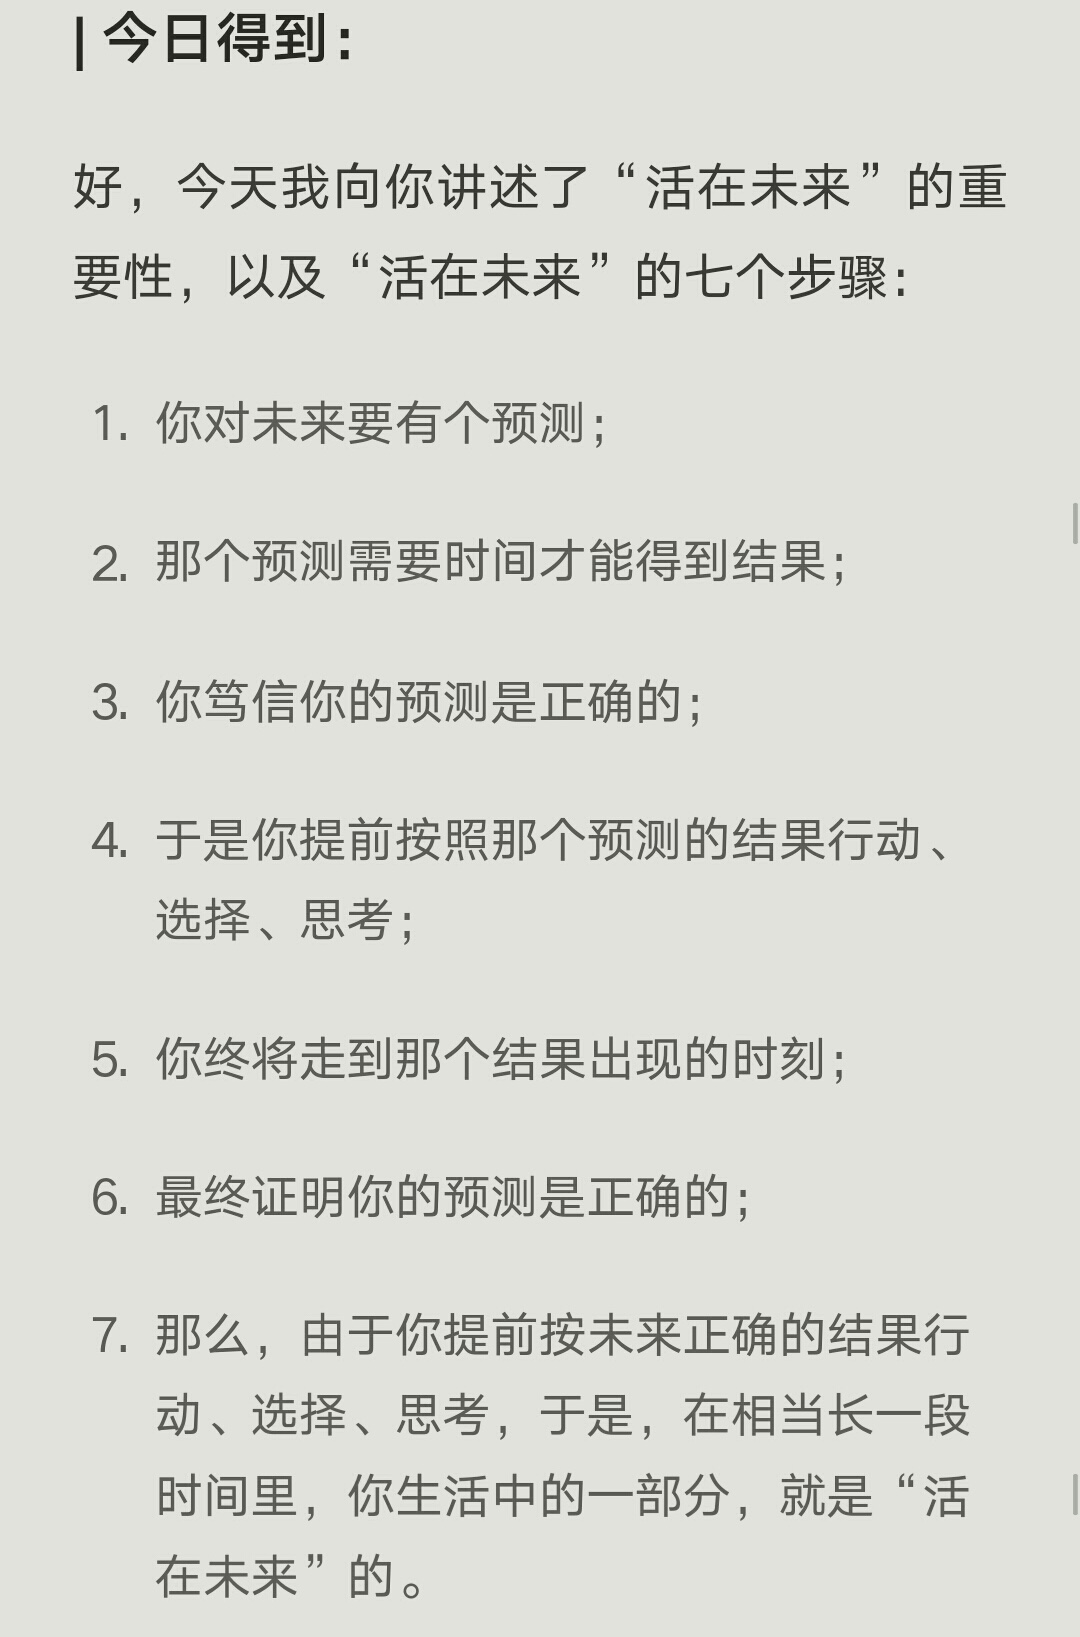 | 今日得到:
好，今天我向你讲述了“活在未来”的重
要性，以及“活在未来”的七个步骤:
1. 你对未来要有个预测;
2. 那个预测需要时间才能得到结果;
3. 你笃信你的预测是正确的;
4. 于是你提前按照那个预测的结果行动、
选择、思考;
5. 你终将走到那个结果出现的时刻;
6. 最终证明你的预测是正确的;
7. 那么，由于你提前按未来正确的结果行
动、选择、思考，于是，在相当长一段
时间里，你生活中的一部分，就是“活
在未来”的。